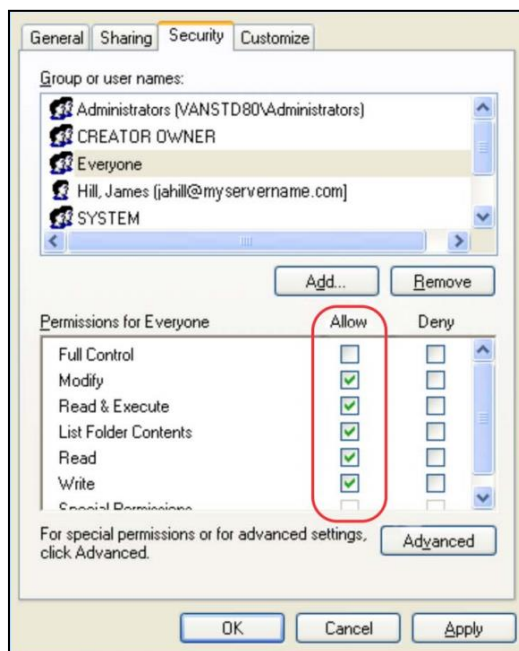 General Sharing Security Customize
Group or user names:
Administrators (VANSTD80\Administrators)
CREATOR OWNER
Everyone
Hill, James (jahill@myservername.com]
SYSTEM
Add... Remove
Permissions for Everyone Allow Deny
Full Control
Modify
Read & Execute
List Folder Contents
Read
Write
Special Permissions
For special permissions or for advanced settings, Advanced
click Advanced.
OK Cancel Apply